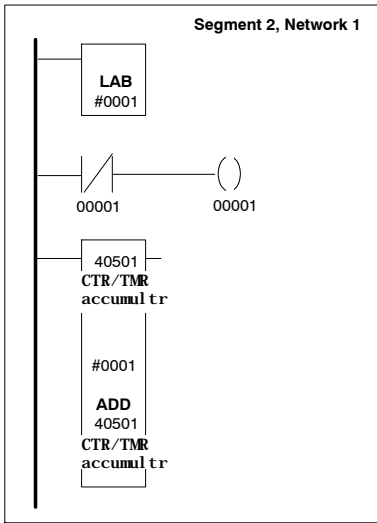 Segment 2, Network 1
LAB
#0001
00001 00001
40501
CTR/TMR
accumultr
#0001
ADD
40501
CTR/TMR
accumultr